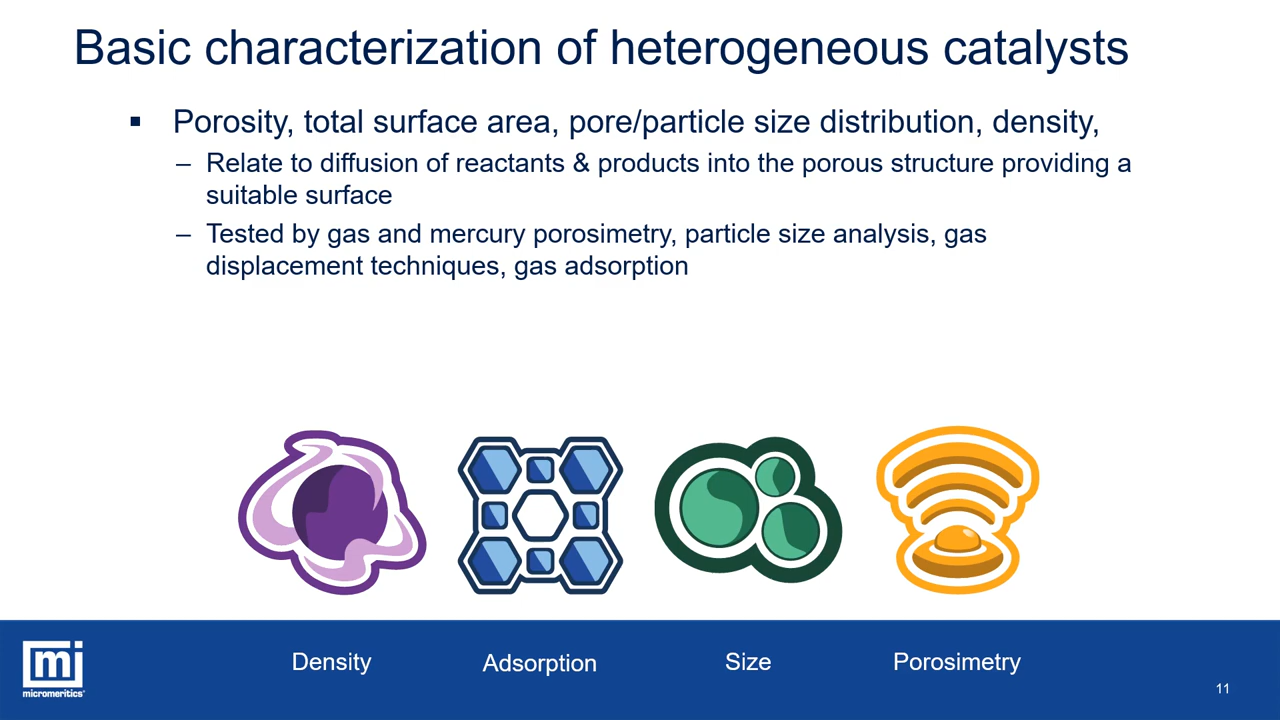 Basic characterization of heterogeneous catalysts
▪ Porosity, total surface area, pore/particle size distribution, density,
– Relate to diffusion of reactants & products into the porous structure providing a
suitable surface
– Tested by gas and mercury porosimetry, particle size analysis, gas
displacement techniques, gas adsorption
Density
Adsorption
Size
Porosimetry
mi
micromeritics®
11